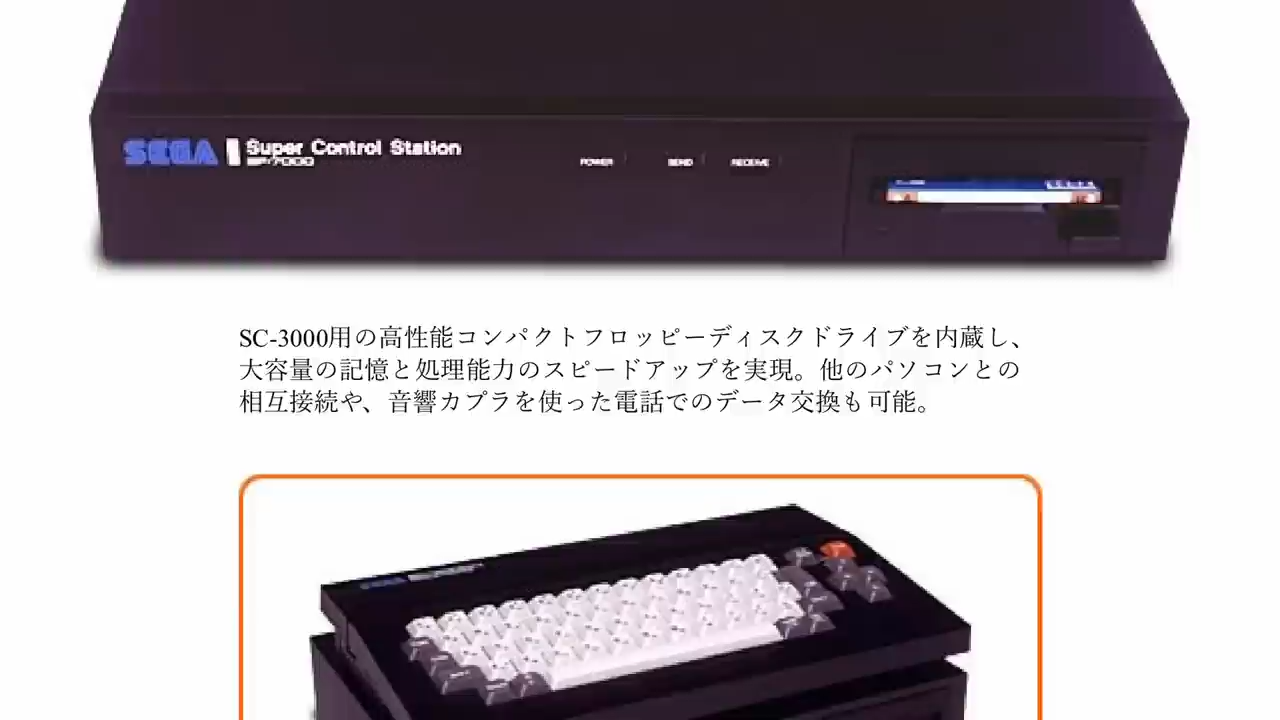 SEGA
Super Control Station
SF-7000
POWER
SEND
RECEIVE
SC-3000用の高性能コンパクトフロッピーディスクドライブを内蔵し、
大容量の記憶と処理能力のスピードアップを実現。他のパソコンとの
相互接続や、音響カプラを使った電話でのデータ交換も可能。
SEGA